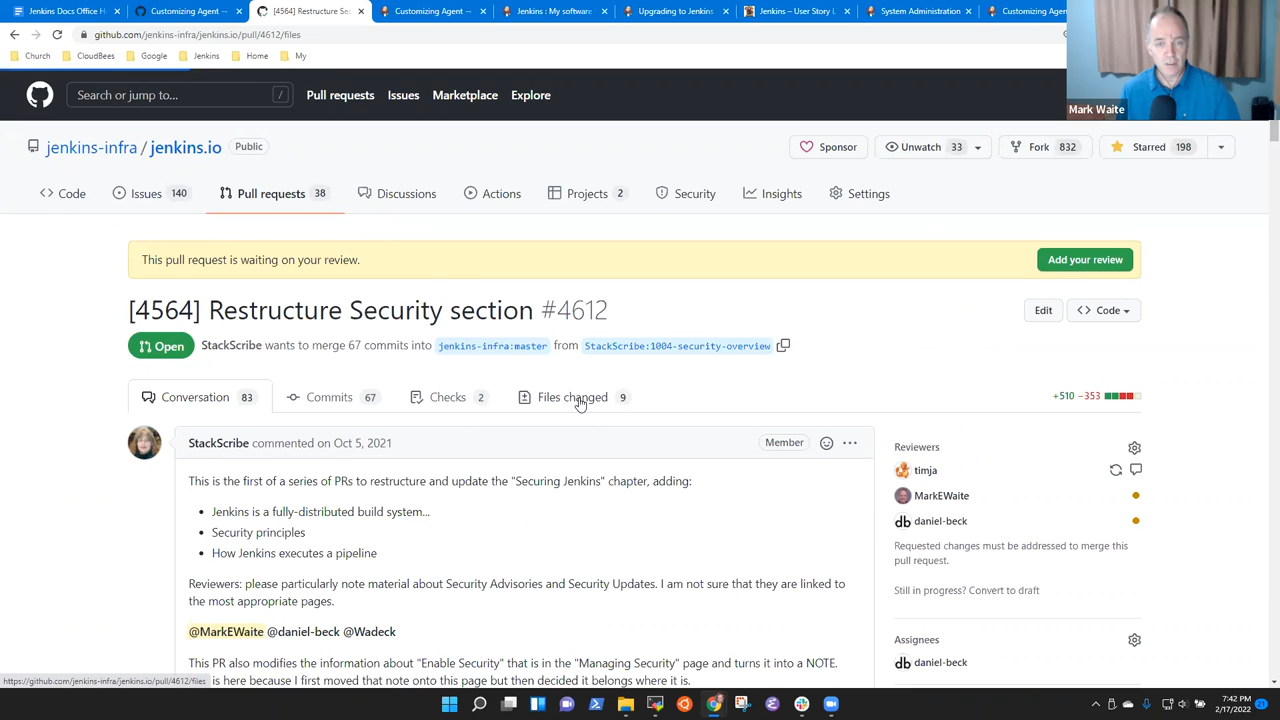 Jenkins Docs Office H
Customizing Agent —
[4564] Restructure Sec
Customizing Agent —
Jenkins : My software
Upgrading to Jenkins
Jenkins – User Story L
System Administration
Customizing Agen
github.com/jenkins-infra/jenkins.io/pull/4612/files
Church
CloudBees
Google
Jenkins
Home
My
Mark Waite
Search or jump to...
/
Pull requests
Issues
Marketplace
Explore
jenkins-infra / jenkins.io
Public
Sponsor
Unwatch 33
Fork 832
Starred 198
Code
Issues 140
Pull requests 38
Discussions
Actions
Projects 2
Security
Insights
Settings
This pull request is waiting on your review.
Add your review
[4564] Restructure Security section #4612
Edit
Code
Open
StackScribe wants to merge 67 commits into jenkins-infra:master from StackScribe:1004-security-overview
Conversation 83
Commits 67
Checks 2
Files changed 9
+510 −353
StackScribe commented on Oct 5, 2021
Member
This is the first of a series of PRs to restructure and update the "Securing Jenkins" chapter, adding:
• Jenkins is a fully-distributed build system...
• Security principles
• How Jenkins executes a pipeline
Reviewers: please particularly note material about Security Advisories and Security Updates. I am not sure that they are linked to
the most appropriate pages.
@MarkEWaite @daniel-beck @Wadeck
This PR also modifies the information about "Enable Security" that is in the "Managing Security" page and turns it into a NOTE.
is here because I first moved that note onto this page but then decided it belongs where it is.
Reviewers
timja
MarkEWaite
daniel-beck
Requested changes must be addressed to merge this
pull request.
Still in progress? Convert to draft
Assignees
daniel-beck
https://github.com/jenkins-infra/jenkins.io/pull/4612/files
7:42 PM
2/17/2022
21